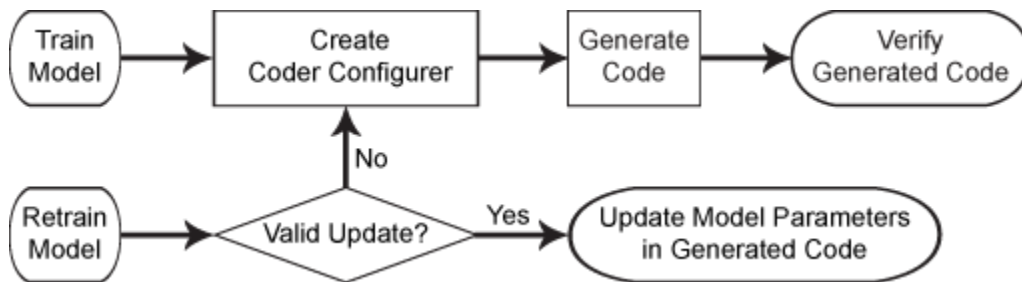 Train
Model
Create
Coder Configurer
Generate
Code
Verify
Generated Code
No
Retrain
Model
Valid Update?
Yes
Update Model Parameters
in Generated Code